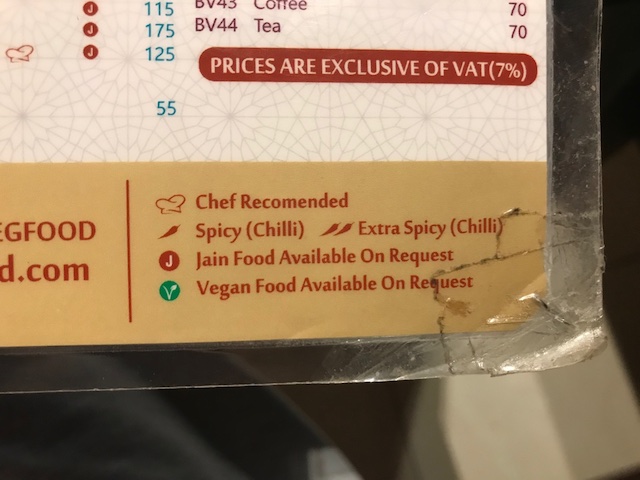 J 115 BV43 Coffee 70
J 175 BV44 Tea 70
J 125
PRICES ARE EXCLUSIVE OF VAT(7%)
55
EGFOOD
d.com
Chef Recomended
Spicy (Chilli) Extra Spicy (Chilli)
J Jain Food Available On Request
V Vegan Food Available On Request